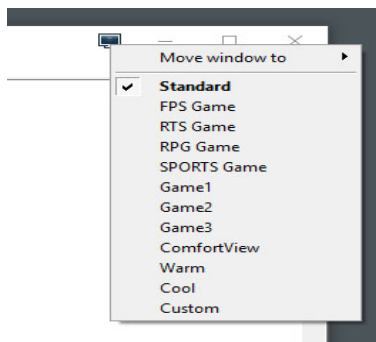 Move window to
Standard
FPS Game
RTS Game
RPG Game
SPORTS Game
Game1
Game2
Game3
ComfortView
Warm
Cool
Custom